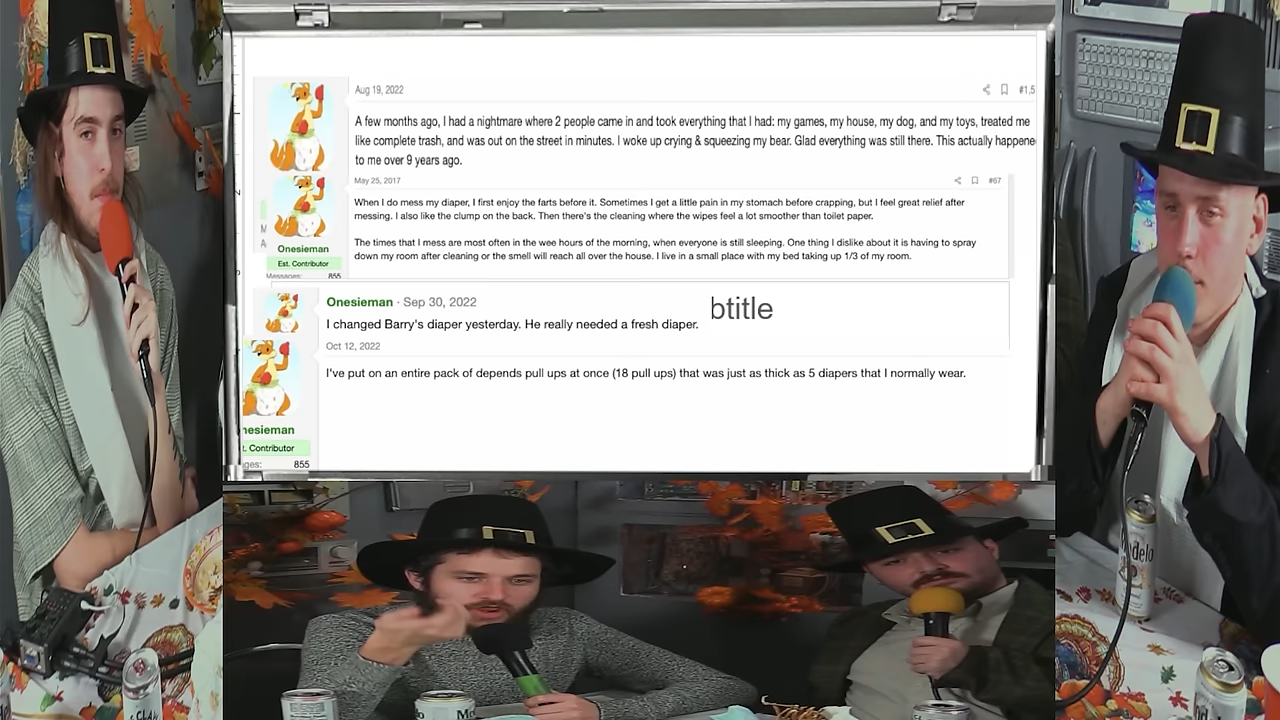 Aug 19, 2022
#1,5
A few months ago, I had a nightmare where 2 people came in and took everything that I had: my games, my house, my dog, and my toys, treated me
like complete trash, and was out on the street in minutes. I woke up crying & squeezing my bear. Glad everything was still there. This actually happene
to me over 9 years ago.
May 25, 2017
#67
When I do mess my diaper, I first enjoy the farts before it. Sometimes I get a little pain in my stomach before crapping, but I feel great relief after
messing. I also like the clump on the back. Then there's the cleaning where the wipes feel a lot smoother than toilet paper.
The times that I mess are most often in the wee hours of the morning, when everyone is still sleeping. One thing I dislike about it is having to spray
down my room after cleaning or the smell will reach all over the house. I live in a small place with my bed taking up 1/3 of my room.
M
A
Onesieman
Est. Contributor
Messages: 855
Onesieman · Sep 30, 2022
btitle
I changed Barry's diaper yesterday. He really needed a fresh diaper.
Oct 12, 2022
I've put on an entire pack of depends pull ups at once (18 pull ups) that was just as thick as 5 diapers that I normally wear.
nesieman
t. Contributor
ges: 855
delo
CLA
Mo